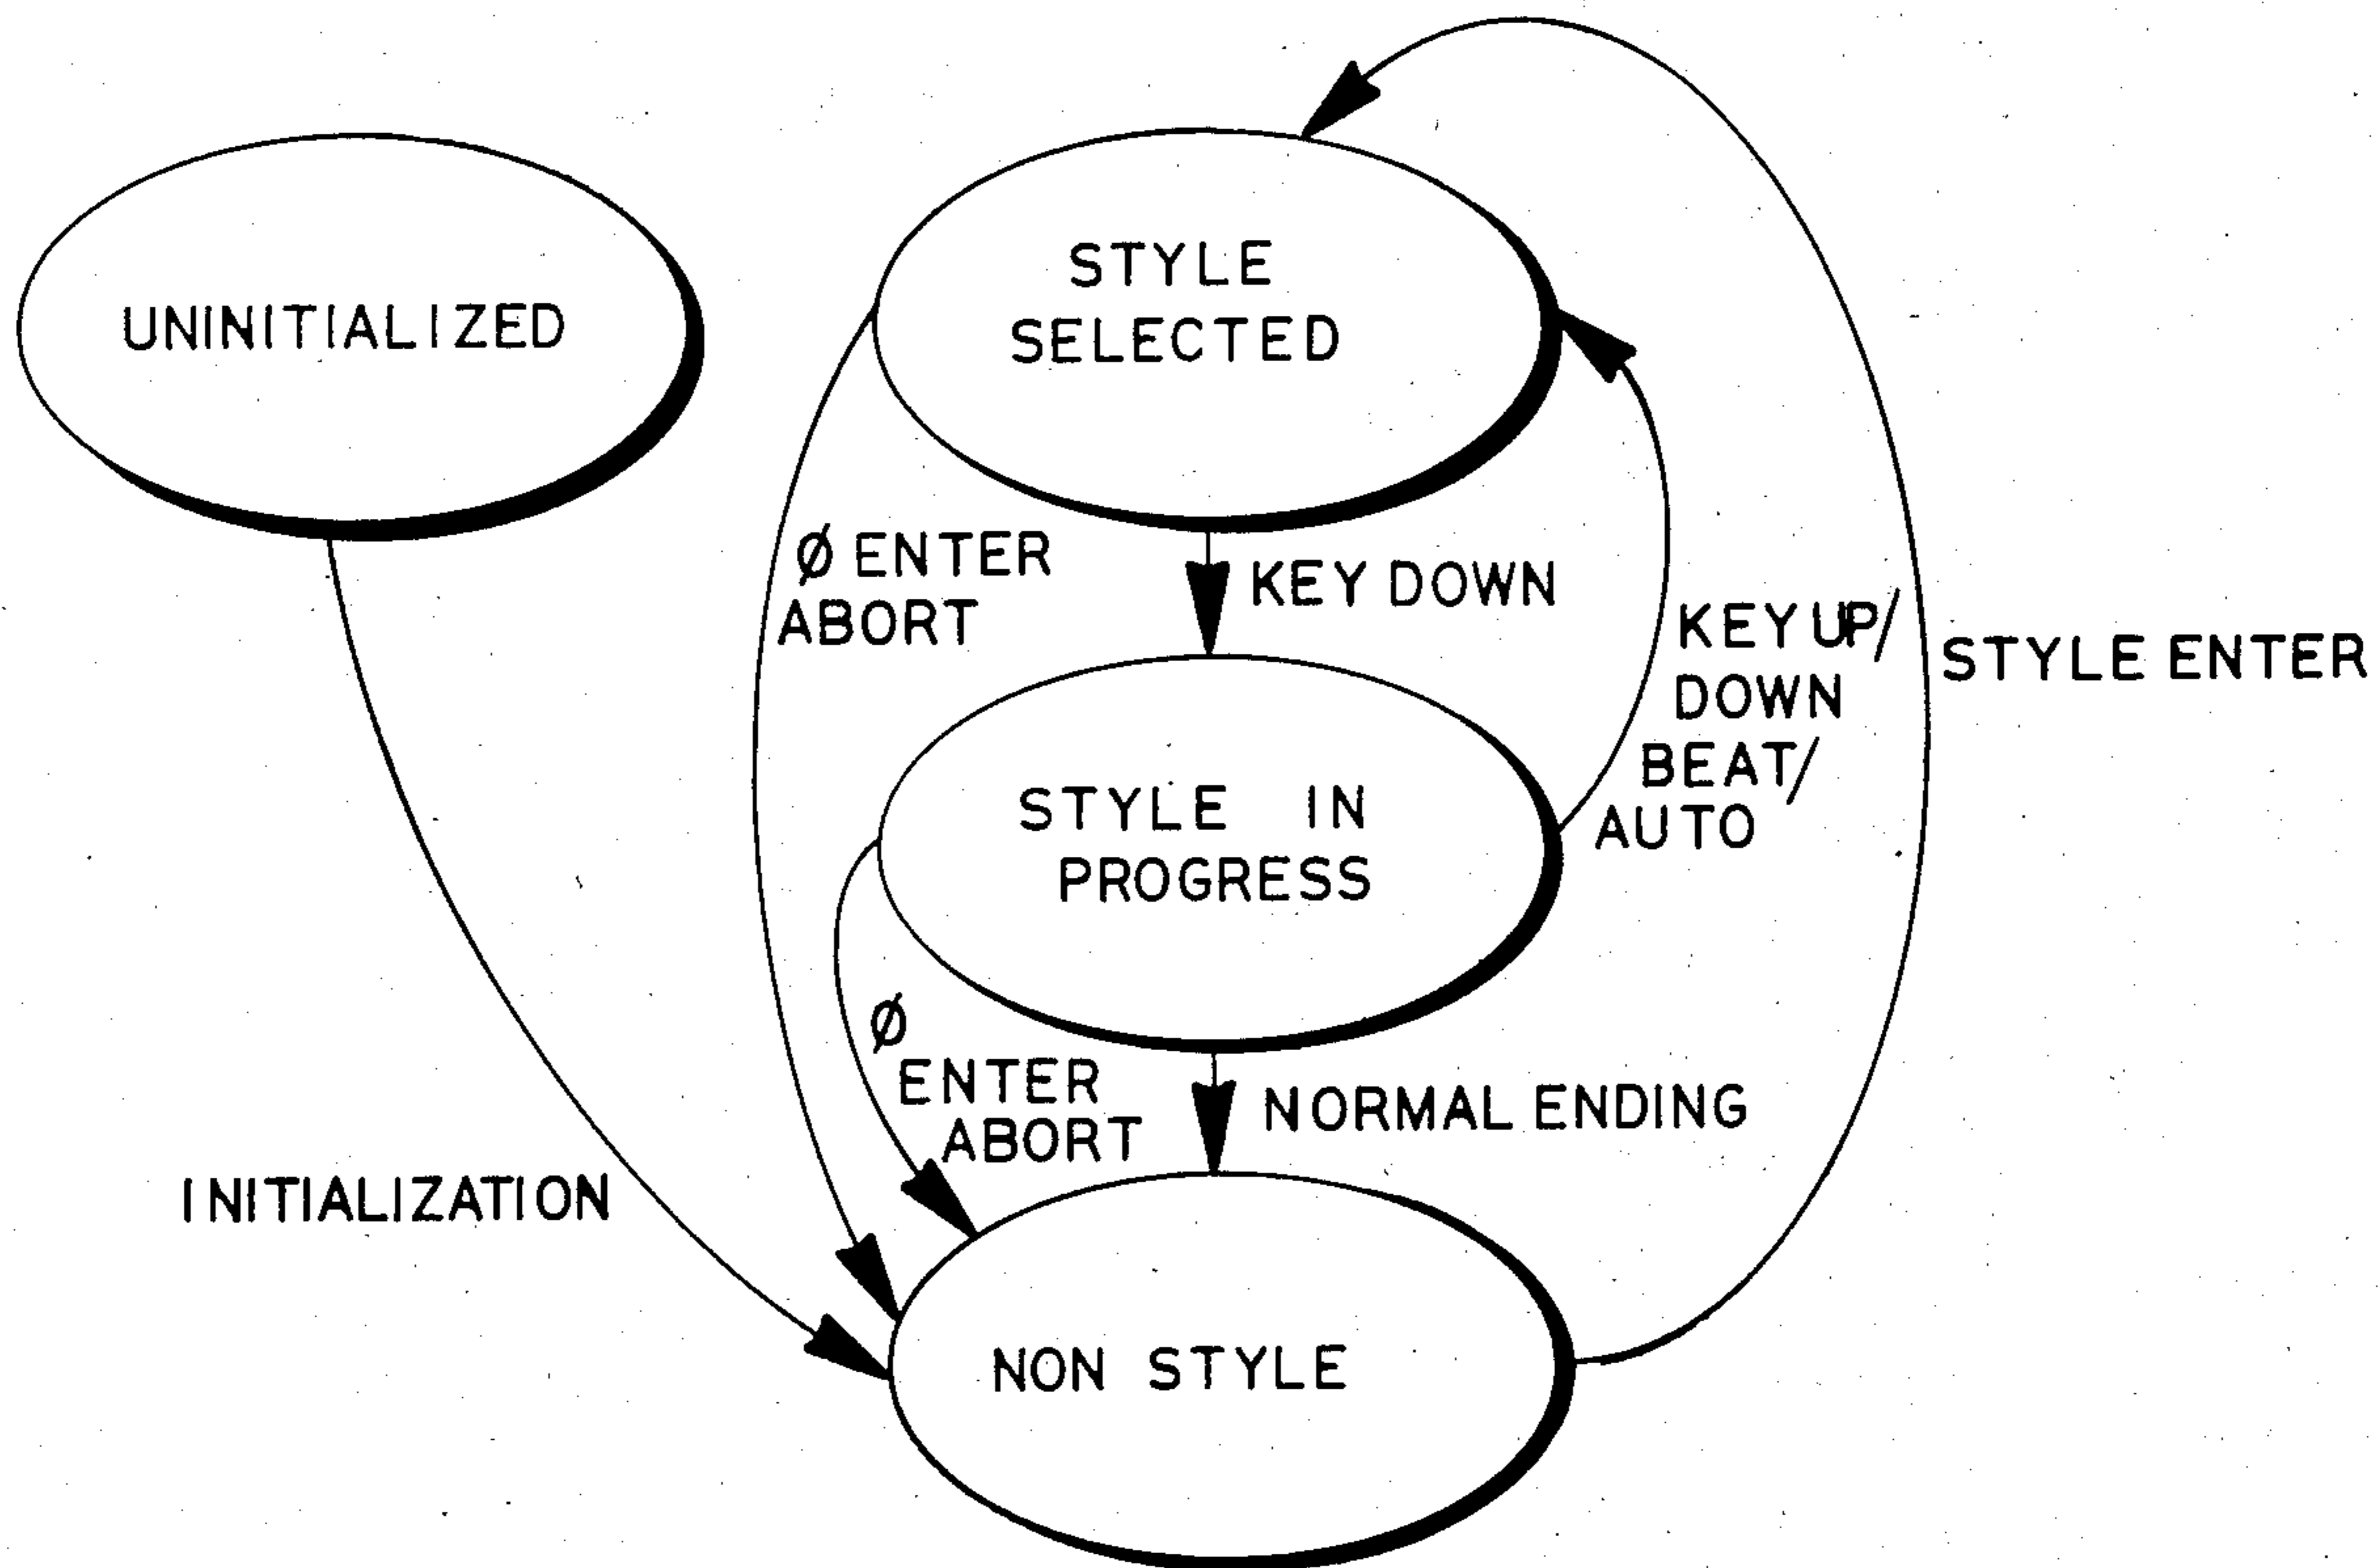 UNINITIALIZED
STYLE
SELECTED
Ø ENTER
ABORT
KEY DOWN
KEY UP/
DOWN
BEAT/
AUTO
STYLE ENTER
STYLE IN
PROGRESS
Ø
ENTER
ABORT
NORMAL ENDING
INITIALIZATION
NON STYLE